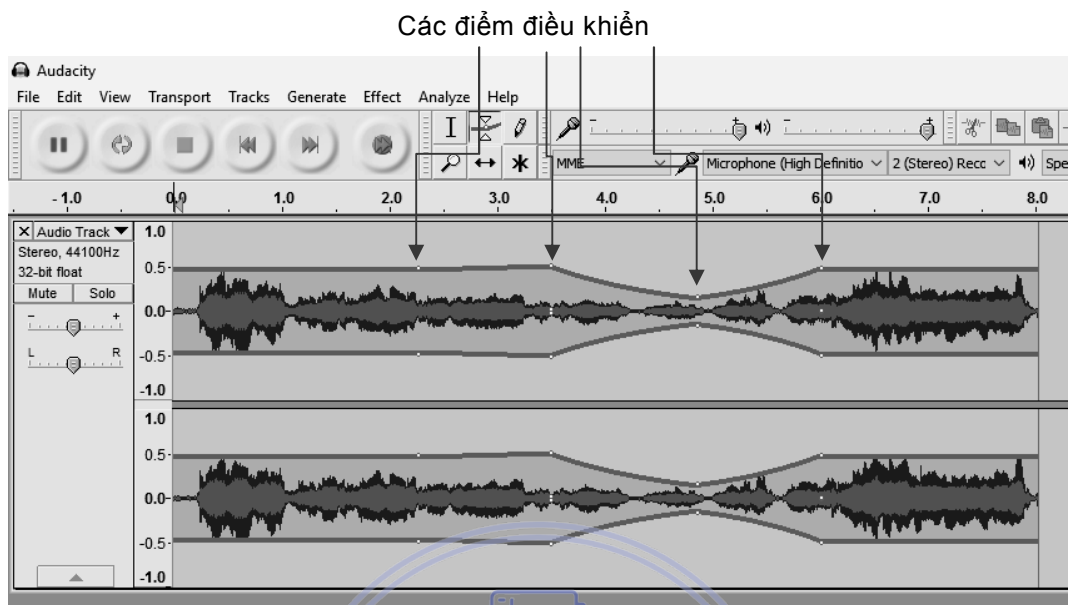 Các điểm điều khiển
Audacity
File Edit View Transport Tracks Generate Effect Analyze Help
MME Microphone (High Definitio 2 (Stereo) Recc Spe
- 1.0 0,0 1.0 2.0 3.0 4.0 5.0 6.0 7.0 8.0
Audio Track 1.0
Stereo, 44100Hz
32-bit float 0.5
Mute Solo
- + 0.0
L R -0.5
-1.0
1.0
0.5
0.0
-0.5
-1.0